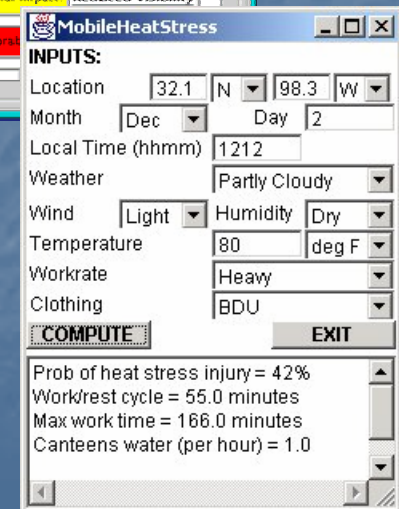 Reduced Visibility
MobileHeatStress
INPUTS:
Location 32.1 N 98.3 W
Month Dec Day 2
Local Time (hhmm) 1212
Weather Partly Cloudy
Wind Light Humidity Dry
Temperature 80 deg F
Workrate Heavy
Clothing BDU
COMPUTE EXIT
Prob of heat stress injury = 42%
Work/rest cycle = 55.0 minutes
Max work time = 166.0 minutes
Canteens water (per hour) = 1.0